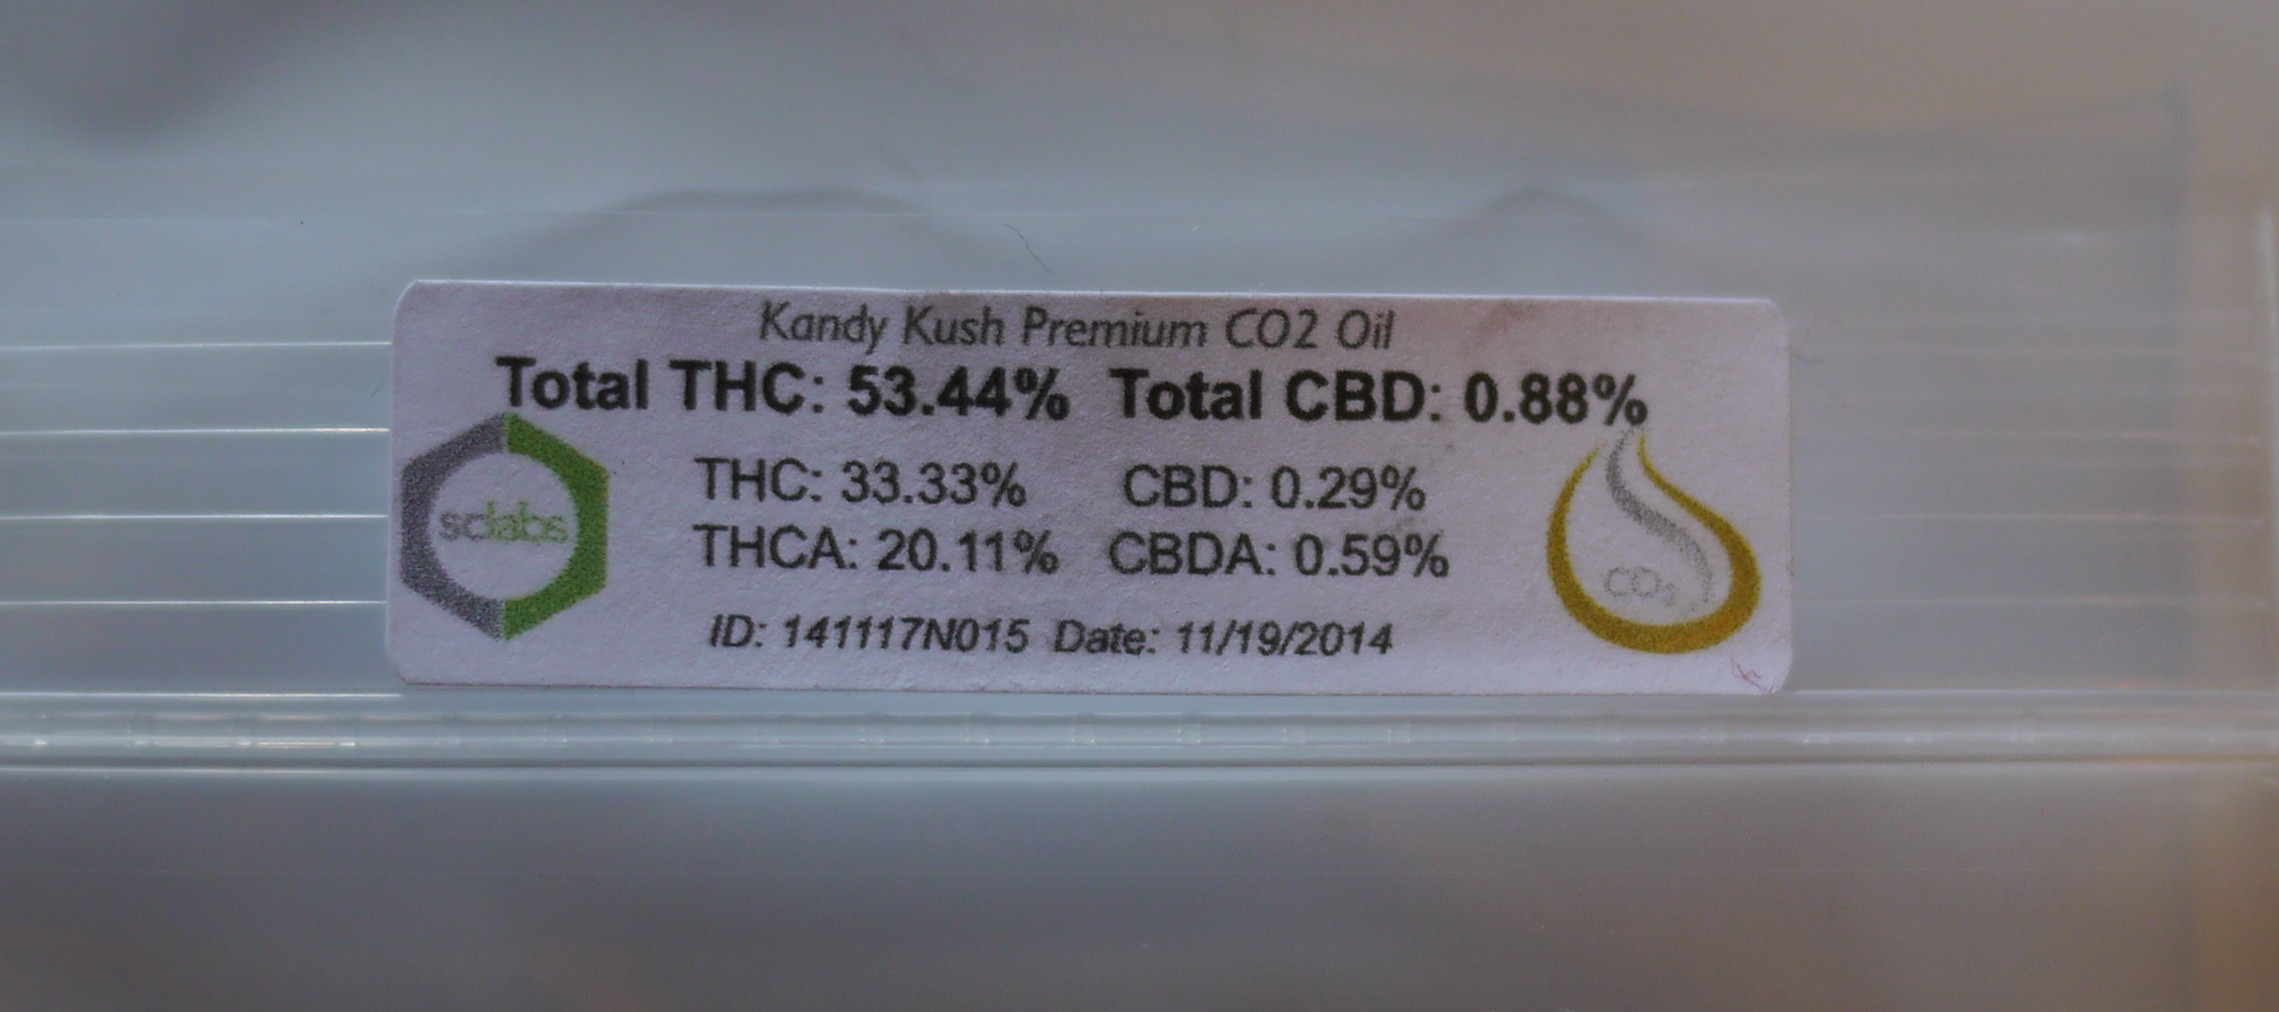 Kandy Kush Premium CO2 Oil
Total THC: 53.44% Total CBD: 0.88%
THC: 33.33% CBD: 0.29%
THCA: 20.11% CBDA: 0.59%
sclabs
CO₂
ID: 141117N015 Date: 11/19/2014